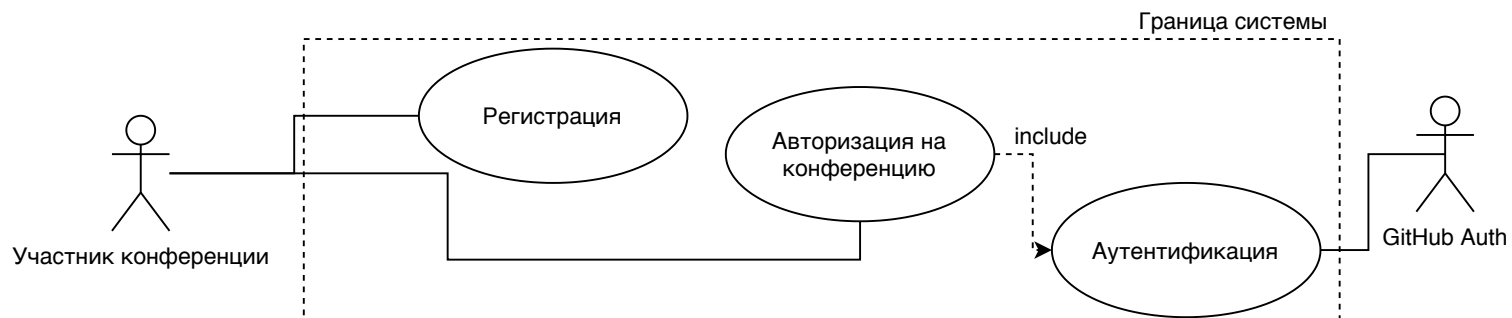 Граница системы
Регистрация
Авторизация на
конференцию
include
Аутентификация
Участник конференции
GitHub Auth